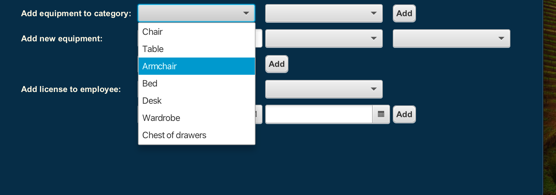 Add equipment to category: Add
Chair
Add new equipment:
Table
Armchair Add
Bed
Add license to employee:
Desk
Wardrobe Add
Chest of drawers